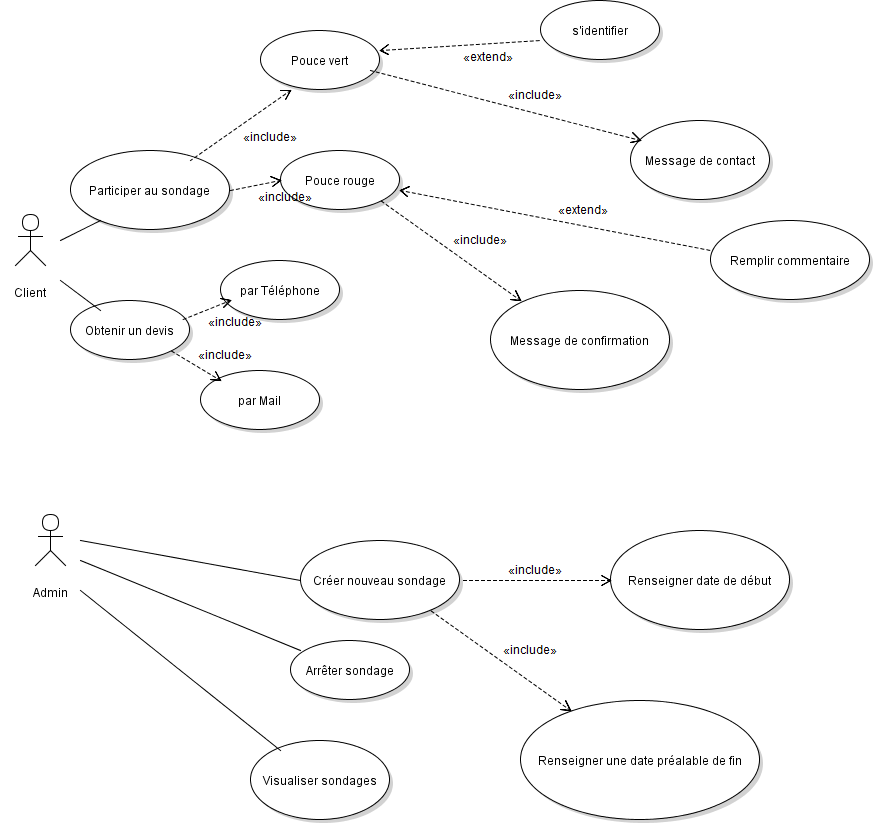 s'identifier
Pouce vert
«extend»
«include»
«include»
Message de contact
Participer au sondage
Pouce rouge
«include»
«extend»
«include»
Remplir commentaire
Client
par Téléphone
«include»
Obtenir un devis
Message de confirmation
«include»
par Mail
Admin
Créer nouveau sondage
«include»
Renseigner date de début
«include»
Arrêter sondage
Renseigner une date préalable de fin
Visualiser sondages